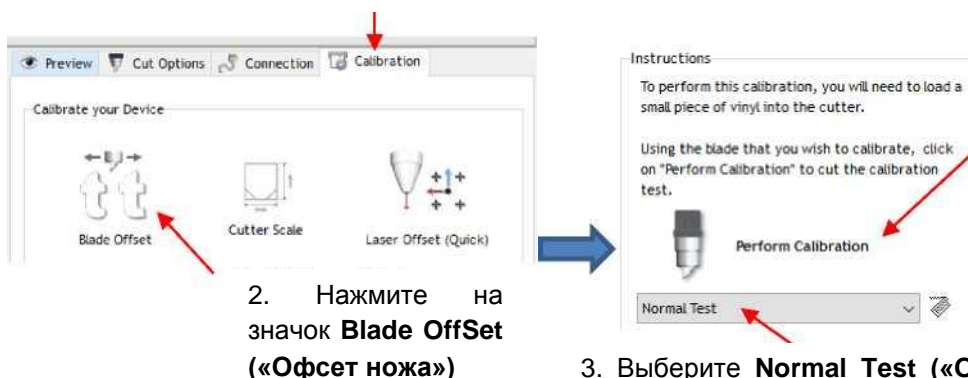 Preview Cut Options Connection Calibration
Calibrate your Device
Blade Offset
Cutter Scale
Laser Offset (Quick)
2. Нажмите на
значок Blade OffSet
(«Офсет ножа»)
Instructions
To perform this calibration, you will need to load a
small piece of vinyl into the cutter.
Using the blade that you wish to calibrate, click
on "Perform Calibration" to cut the calibration
test.
Perform Calibration
Normal Test
3. Выберите Normal Test («О